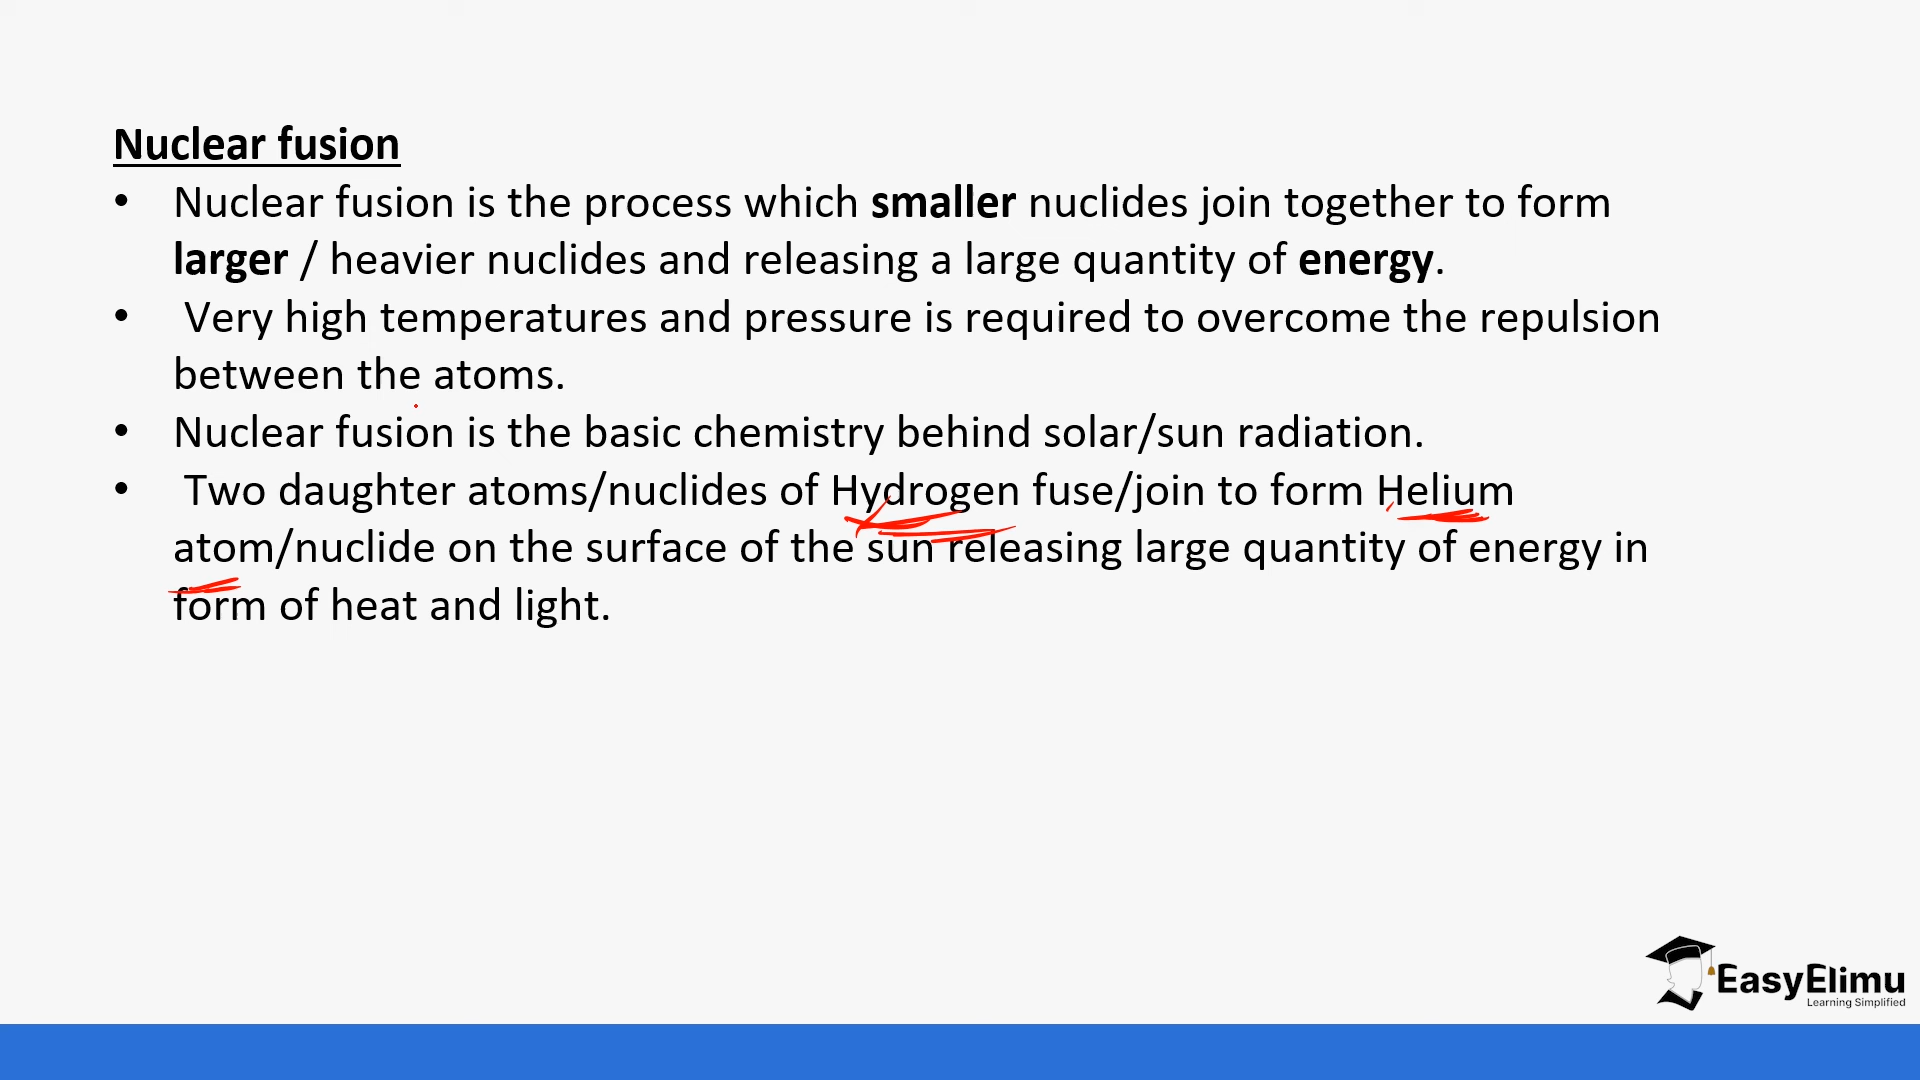 Nuclear fusion
• Nuclear fusion is the process which smaller nuclides join together to form
larger / heavier nuclides and releasing a large quantity of energy.
• Very high temperatures and pressure is required to overcome the repulsion
between the atoms.
• Nuclear fusion is the basic chemistry behind solar/sun radiation.
• Two daughter atoms/nuclides of Hydrogen fuse/join to form Helium
atom/nuclide on the surface of the sun releasing large quantity of energy in
form of heat and light.
EasyElimu
Learning Simplified